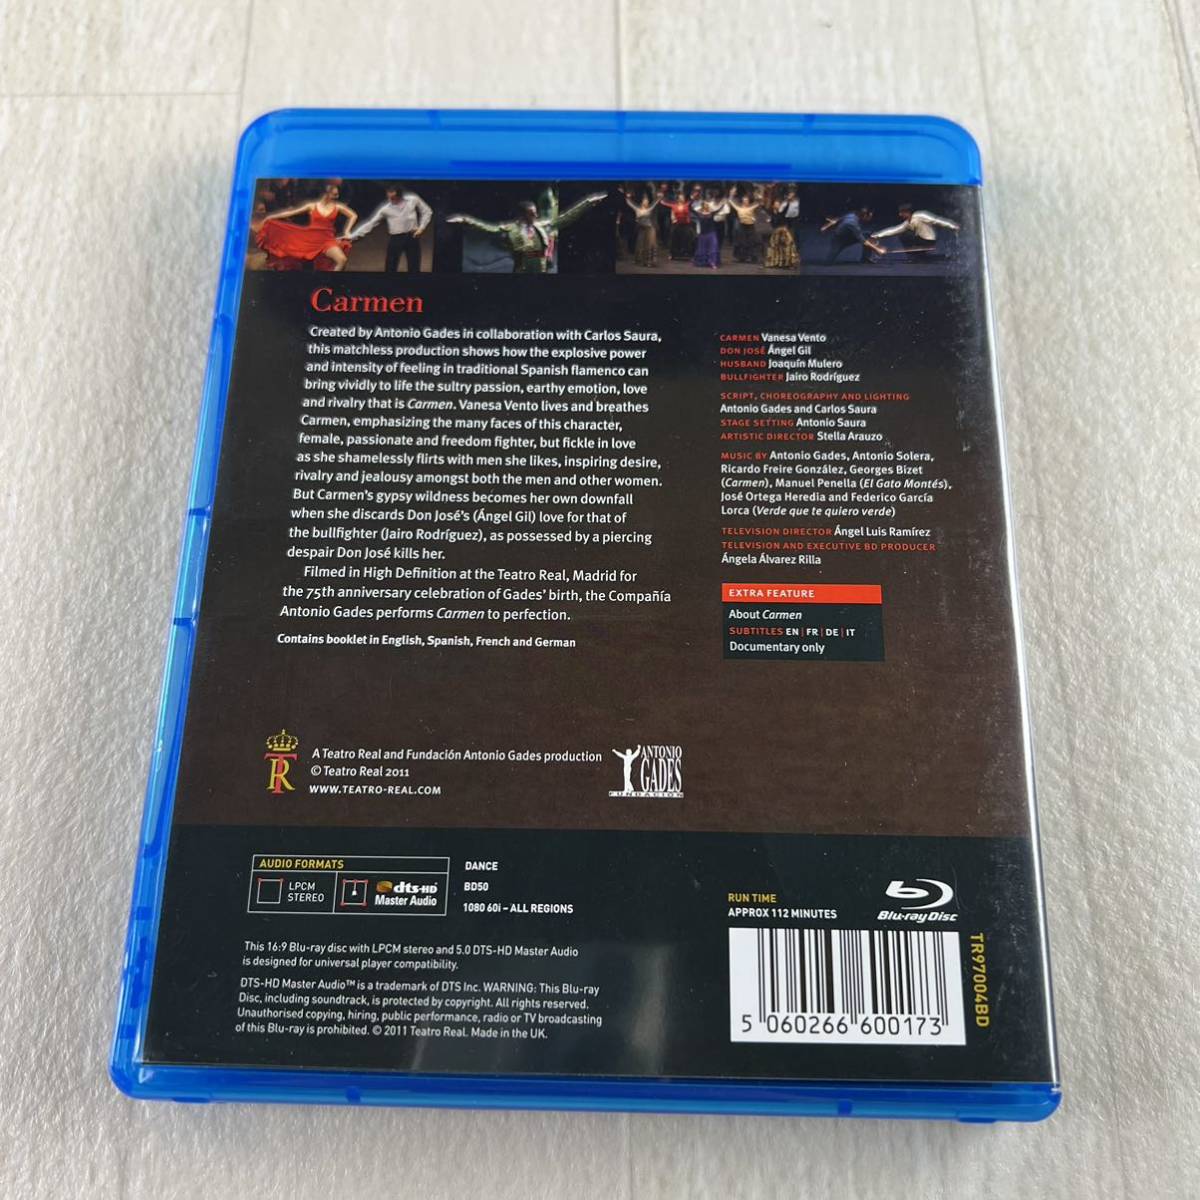 Carmen
Created by Antonio Gades in collaboration with Carlos Saura,
this matchless production shows how the explosive power
and intensity of feeling in traditional Spanish flamenco can
bring vividly to life the sultry passion, earthy emotion, love
and rivalry that is Carmen. Vanesa Vento lives and breathes
Carmen, emphasizing the many faces of this character,
female, passionate and freedom fighter, but fickle in love
as she shamelessly flirts with men she likes, inspiring desire,
rivalry and jealousy amongst both the men and other women.
But Carmen's gypsy wildness becomes her own downfall
when she discards Don José's (Ángel Gil) love for that of
the bullfighter (Jairo Rodríguez), as possessed by a piercing
despair Don José kills her.
Filmed in High Definition at the Teatro Real, Madrid for
the 75th anniversary celebration of Gades' birth, the Compañía
Antonio Gades performs Carmen to perfection.
Contains booklet in English, Spanish, French and German
CARMEN Vanesa Vento
DON JOSÉ Ángel Gil
HUSBAND Joaquín Mulero
BULLFIGHTER Jairo Rodríguez
SCRIPT, CHOREOGRAPHY AND LIGHTING
Antonio Gades and Carlos Saura
STAGE SETTING Antonio Saura
ARTISTIC DIRECTOR Stella Arauzo
MUSIC BY Antonio Gades, Antonio Solera,
Ricardo Freire González, Georges Bizet
(Carmen), Manuel Penella (El Gato Montés),
José Ortega Heredia and Federico García
Lorca (Verde que te quiero verde)
TELEVISION DIRECTOR Ángel Luis Ramírez
TELEVISION AND EXECUTIVE BD PRODUCER
Ángela Álvarez Rilla
EXTRA FEATURE
About Carmen
SUBTITLES EN | FR | DE | IT
Documentary only
TR
A Teatro Real and Fundación Antonio Gades production
© Teatro Real 2011
WWW.TEATRO-REAL.COM
ANTONIO
GADES
FUNDACION
AUDIO FORMATS
LPCM
STEREO
dts-HD
Master Audio
DANCE
BD50
1080 60i – ALL REGIONS
RUN TIME
APPROX 112 MINUTES
Blu-ray Disc
This 16:9 Blu-ray disc with LPCM stereo and 5.0 DTS-HD Master Audio
is designed for universal player compatibility.
DTS-HD Master Audio™ is a trademark of DTS Inc. WARNING: This Blu-ray
Disc, including soundtrack, is protected by copyright. All rights reserved.
Unauthorised copying, hiring, public performance, radio or TV broadcasting
of this Blu-ray is prohibited. © 2011 Teatro Real. Made in the UK.
5 060266 600173
TR97004BD